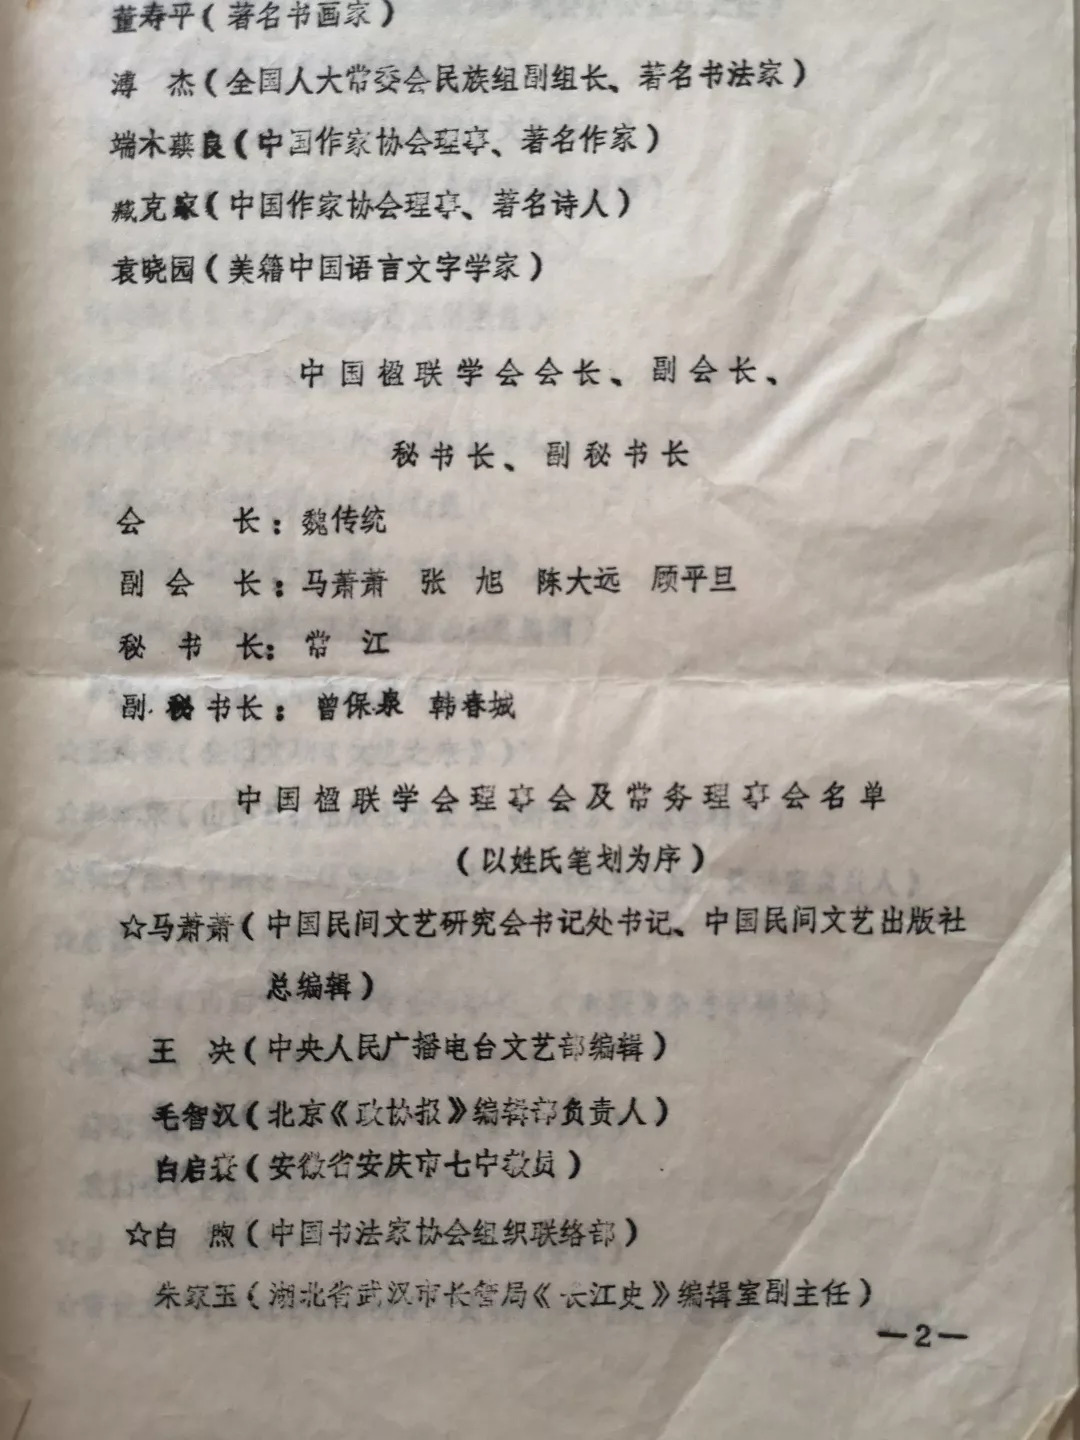 董寿平（著名书画家）
溥 杰（全国人大常委会民族组副组长、著名书法家）
端木蕻良（中国作家协会理事、著名作家）
臧克家（中国作家协会理事、著名诗人）
袁晓园（美籍中国语言文字学家）
中国楹联学会会长、副会长、
秘书长、副秘书长
会 长：魏传统
副 会 长：马萧萧 张 旭 陈大远 顾平旦
秘 书 长：常 江
副秘书长：曾保泉 韩春城
中国楹联学会理事会及常务理事会名单
（以姓氏笔划为序）
☆马萧萧（中国民间文艺研究会书记处书记、中国民间文艺出版社
总编辑）
王 决（中央人民广播电台文艺部编辑）
毛智汉（北京《政协报》编辑部负责人）
白启寰（安徽省安庆市七中教员）
☆白 煦（中国书法家协会组织联络部）
朱家玉（湖北省武汉市长管局《长江史》编辑室副主任）
—2—